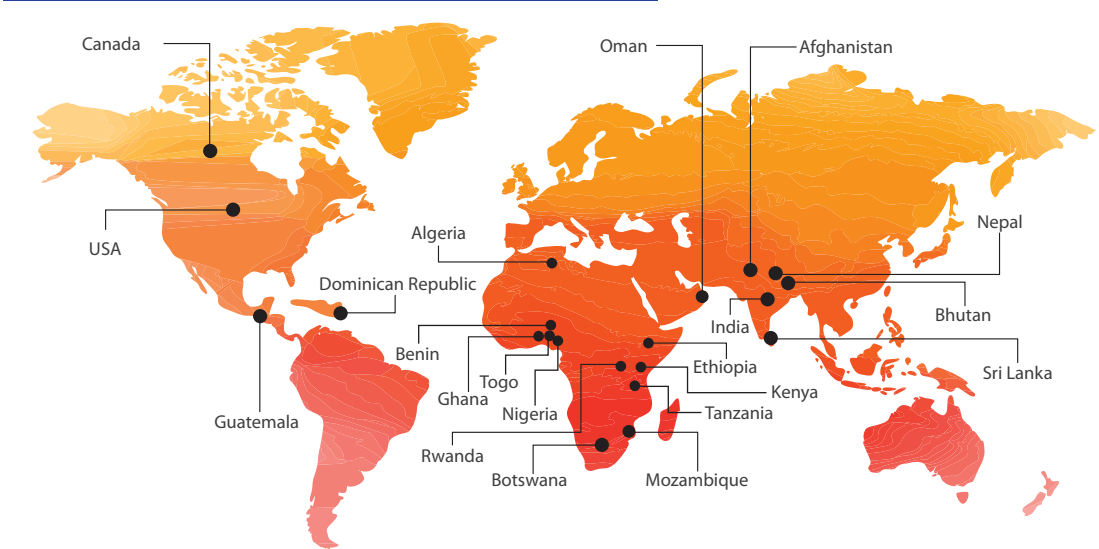 Canada
Oman
Afghanistan
Nepal
Algeria
USA
Dominican Republic
Bhutan
India
Benin
Ethiopia
Sri Lanka
Togo
Kenya
Ghana
Nigeria
Tanzania
Guatemala
Rwanda
Botswana
Mozambique